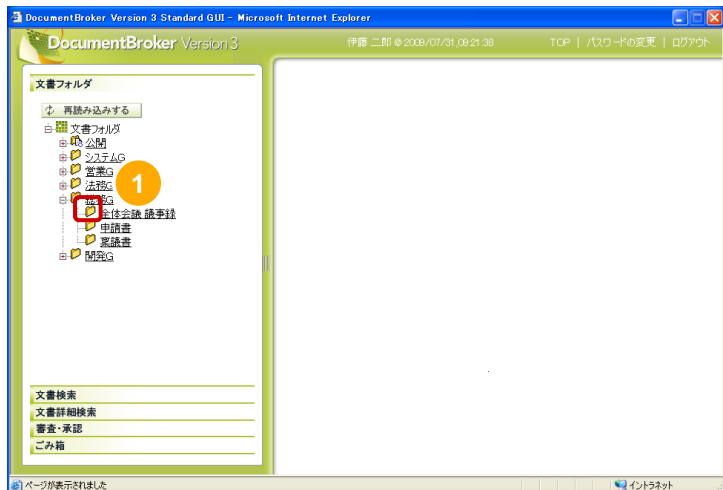 DocumentBroker Version 3 Standard GUI - Microsoft Internet Explorer
DocumentBroker Version 3
伊藤 二郎 @ 2009/07/31,09:21:38
TOP | パスワードの変更 | ログアウト
文書フォルダ
再読み込みする
文書フォルダ
公開
システムG
営業G
法務G
1
総務G
全体会議 議事録
申請書
稟議書
開発G
文書検索
文書詳細検索
審査・承認
ごみ箱
ページが表示されました
イントラネット